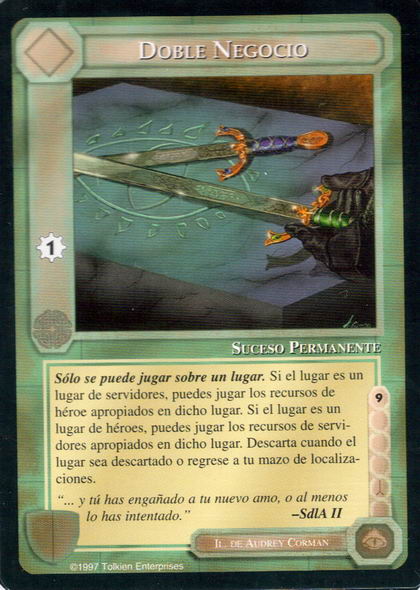 DOBLE NEGOCIO
1
SUCESO PERMANENTE
Sólo se puede jugar sobre un lugar. Si el lugar es un
lugar de servidores, puedes jugar los recursos de
héroe apropiados en dicho lugar. Si el lugar es un
lugar de héroes, puedes jugar los recursos de servi-
dores apropiados en dicho lugar. Descarta cuando el
lugar sea descartado o regrese a tu mazo de localiza-
ciones.
9
“... y tú has engañado a tu nuevo amo, o al menos
lo has intentado.” –SdlA II
IL. DE AUDREY CORMAN
©1997 Tolkien Enterprises